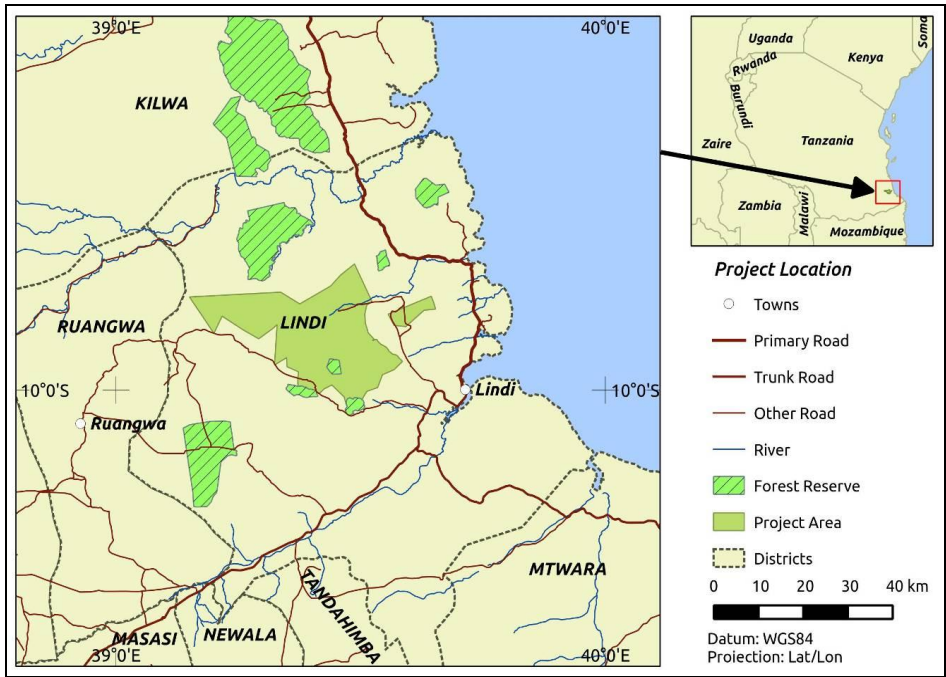 39°0'E
40°0'E
KILWA
RUANGWA
LINDI
10°0'S
10°0'S
Lindi
Ruangwa
MTWARA
TANDAHIMBA
MASASI
NEWALA
39°0'E
40°0'E
Uganda
Kenya
Soma
Rwanda
Burundi
Zaire
Tanzania
Zambia
Malawi
Mozambique
Project Location
Towns
Primary Road
Trunk Road
Other Road
River
Forest Reserve
Project Area
Districts
0 10 20 30 40 km
Datum: WGS84
Projection: Lat/Lon